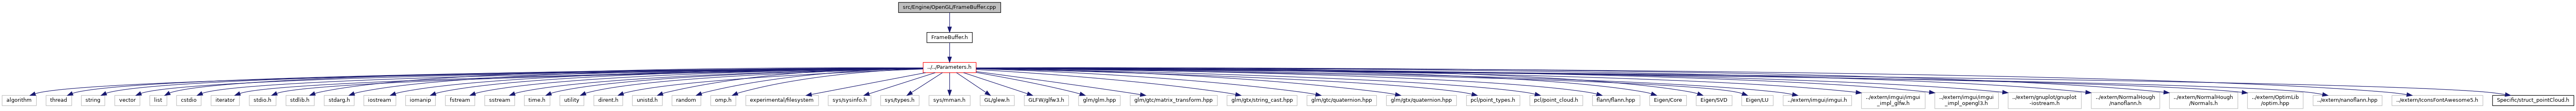 src/Engine/OpenGL/FrameBuffer.cpp
FrameBuffer.h
../../Parameters.h
algorithm
thread
string
vector
list
cstdio
iterator
stdio.h
stdlib.h
stdarg.h
iostream
iomanip
fstream
sstream
time.h
utility
dirent.h
unistd.h
random
omp.h
experimental/filesystem
sys/sysinfo.h
sys/types.h
sys/mman.h
GL/glew.h
GLFW/glfw3.h
glm/glm.hpp
glm/gtc/matrix_transform.hpp
glm/gtx/string_cast.hpp
glm/gtc/quaternion.hpp
glm/gtx/quaternion.hpp
pcl/point_types.h
pcl/point_cloud.h
flann/flann.hpp
Eigen/Core
Eigen/SVD
Eigen/LU
../extern/imgui/imgui.h
../extern/imgui/imgui
_impl_glfw.h
../extern/imgui/imgui
_impl_opengl3.h
../extern/gnuplot/gnuplot
-iostream.h
../extern/NormalHough
/nanoflann.h
../extern/NormalHough
/Normals.h
../extern/OptimLib
/optim.hpp
../extern/nanoflann.hpp
../extern/IconsFontAwesome5.h
Specific/struct_pointCloud.h